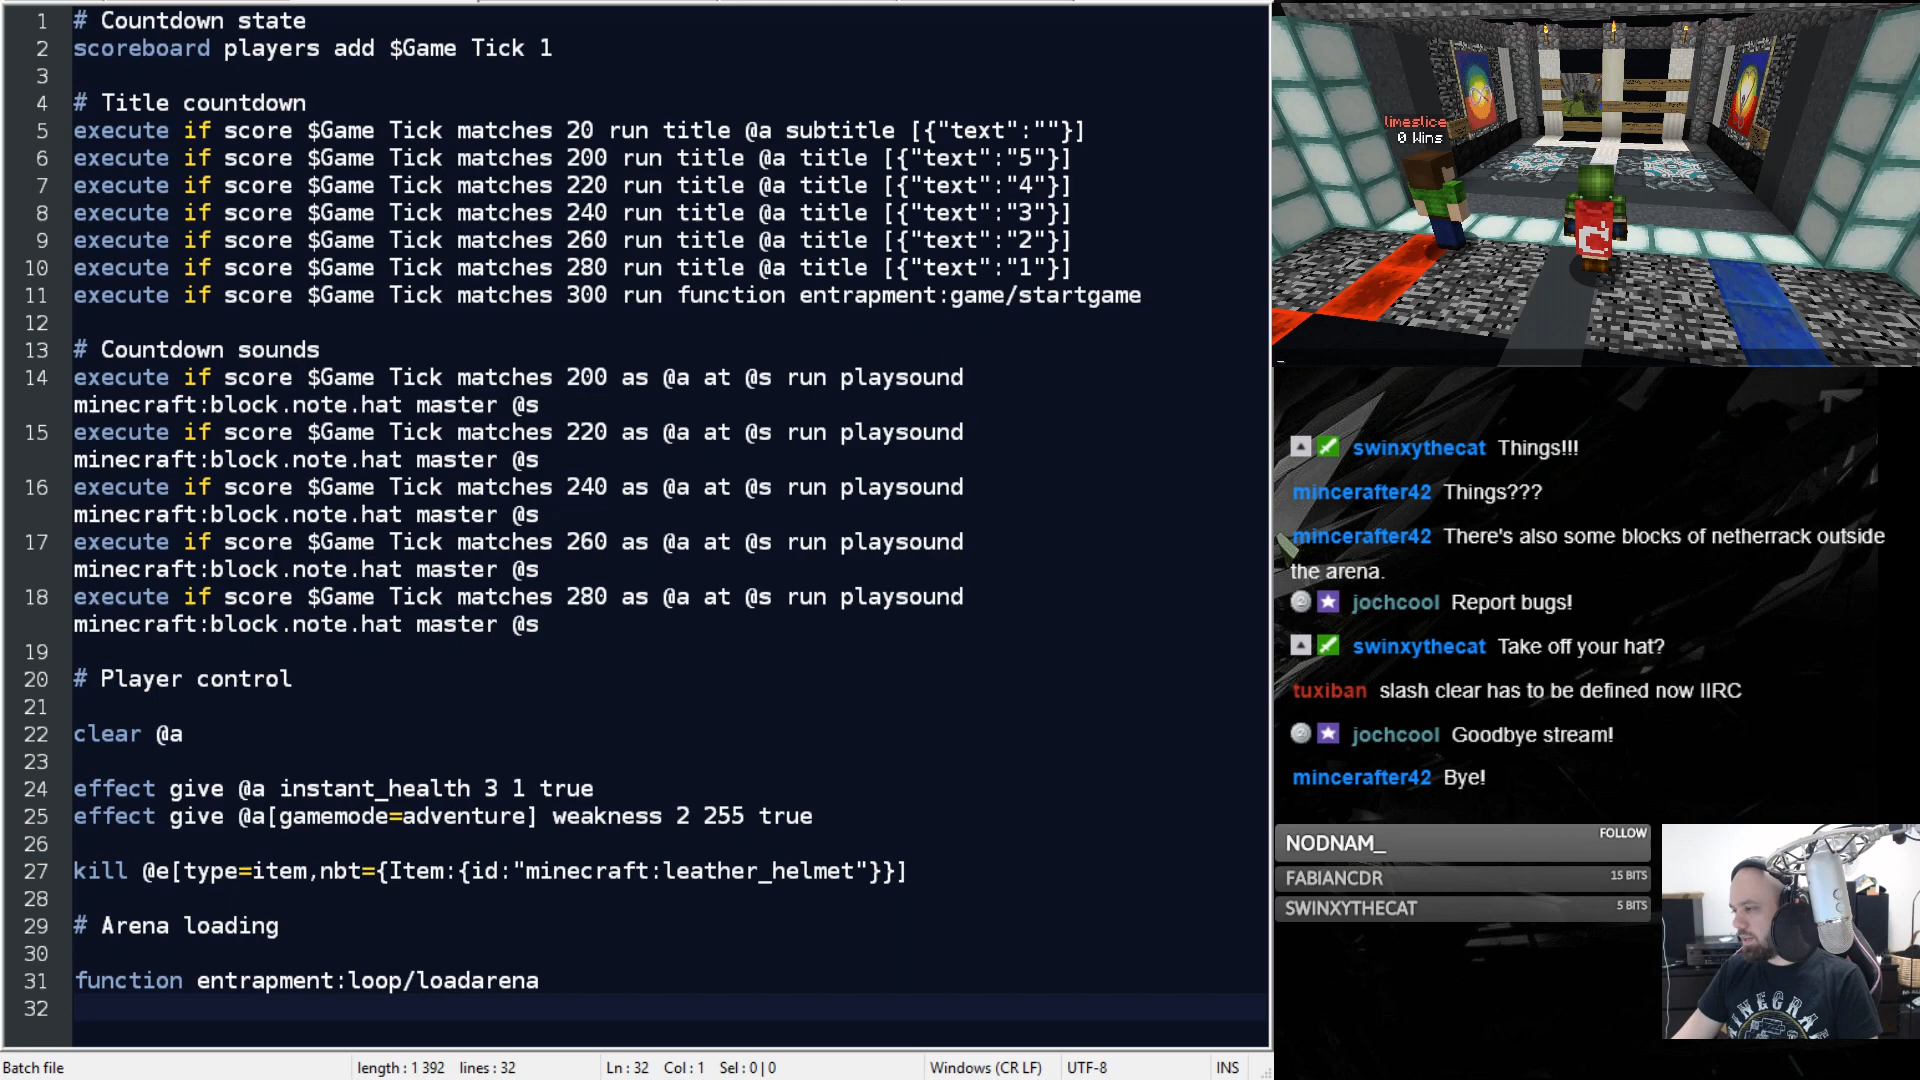 1 # Countdown state
2 scoreboard players add $Game Tick 1
3
4 # Title countdown
5 execute if score $Game Tick matches 20 run title @a subtitle [{"text":""}]
6 execute if score $Game Tick matches 200 run title @a title [{"text":"5"}]
7 execute if score $Game Tick matches 220 run title @a title [{"text":"4"}]
8 execute if score $Game Tick matches 240 run title @a title [{"text":"3"}]
9 execute if score $Game Tick matches 260 run title @a title [{"text":"2"}]
10 execute if score $Game Tick matches 280 run title @a title [{"text":"1"}]
11 execute if score $Game Tick matches 300 run function entrapment:game/startgame
12
13 # Countdown sounds
14 execute if score $Game Tick matches 200 as @a at @s run playsound
minecraft:block.note.hat master @s
15 execute if score $Game Tick matches 220 as @a at @s run playsound
minecraft:block.note.hat master @s
16 execute if score $Game Tick matches 240 as @a at @s run playsound
minecraft:block.note.hat master @s
17 execute if score $Game Tick matches 260 as @a at @s run playsound
minecraft:block.note.hat master @s
18 execute if score $Game Tick matches 280 as @a at @s run playsound
minecraft:block.note.hat master @s
19
20 # Player control
21
22 clear @a
23
24 effect give @a instant_health 3 1 true
25 effect give @a[gamemode=adventure] weakness 2 255 true
26
27 kill @e[type=item,nbt={Item:{id:"minecraft:leather_helmet"}}]
28
29 # Arena loading
30
31 function entrapment:loop/loadarena
32
Batch file length : 1 392 lines : 32 Ln : 32 Col : 1 Sel : 0 | 0 Windows (CR LF) UTF-8 INS
limeslice
0 Wins
C
swinxythecat Things!!!
mincerafter42 Things???
mincerafter42 There's also some blocks of netherrack outside
the arena.
jochcool Report bugs!
swinxythecat Take off your hat?
tuxiban slash clear has to be defined now IIRC
jochcool Goodbye stream!
mincerafter42 Bye!
NODNAM_ FOLLOW
FABIANCDR 15 BITS
SWINXYTHECAT 5 BITS